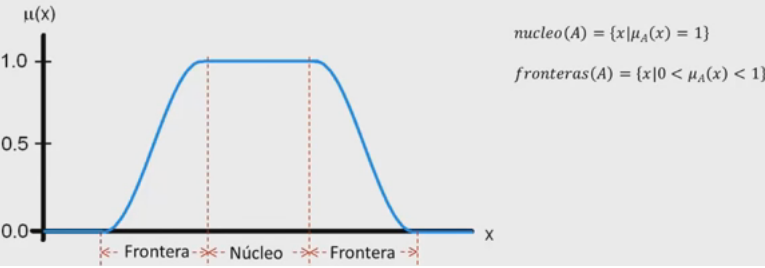 μ(x)
nucleo(A) = {x|μ_A(x) = 1}
1.0
fronteras(A) = {x|0 < μ_A(x) < 1}
0.5
0.0
x
Frontera
Núcleo
Frontera